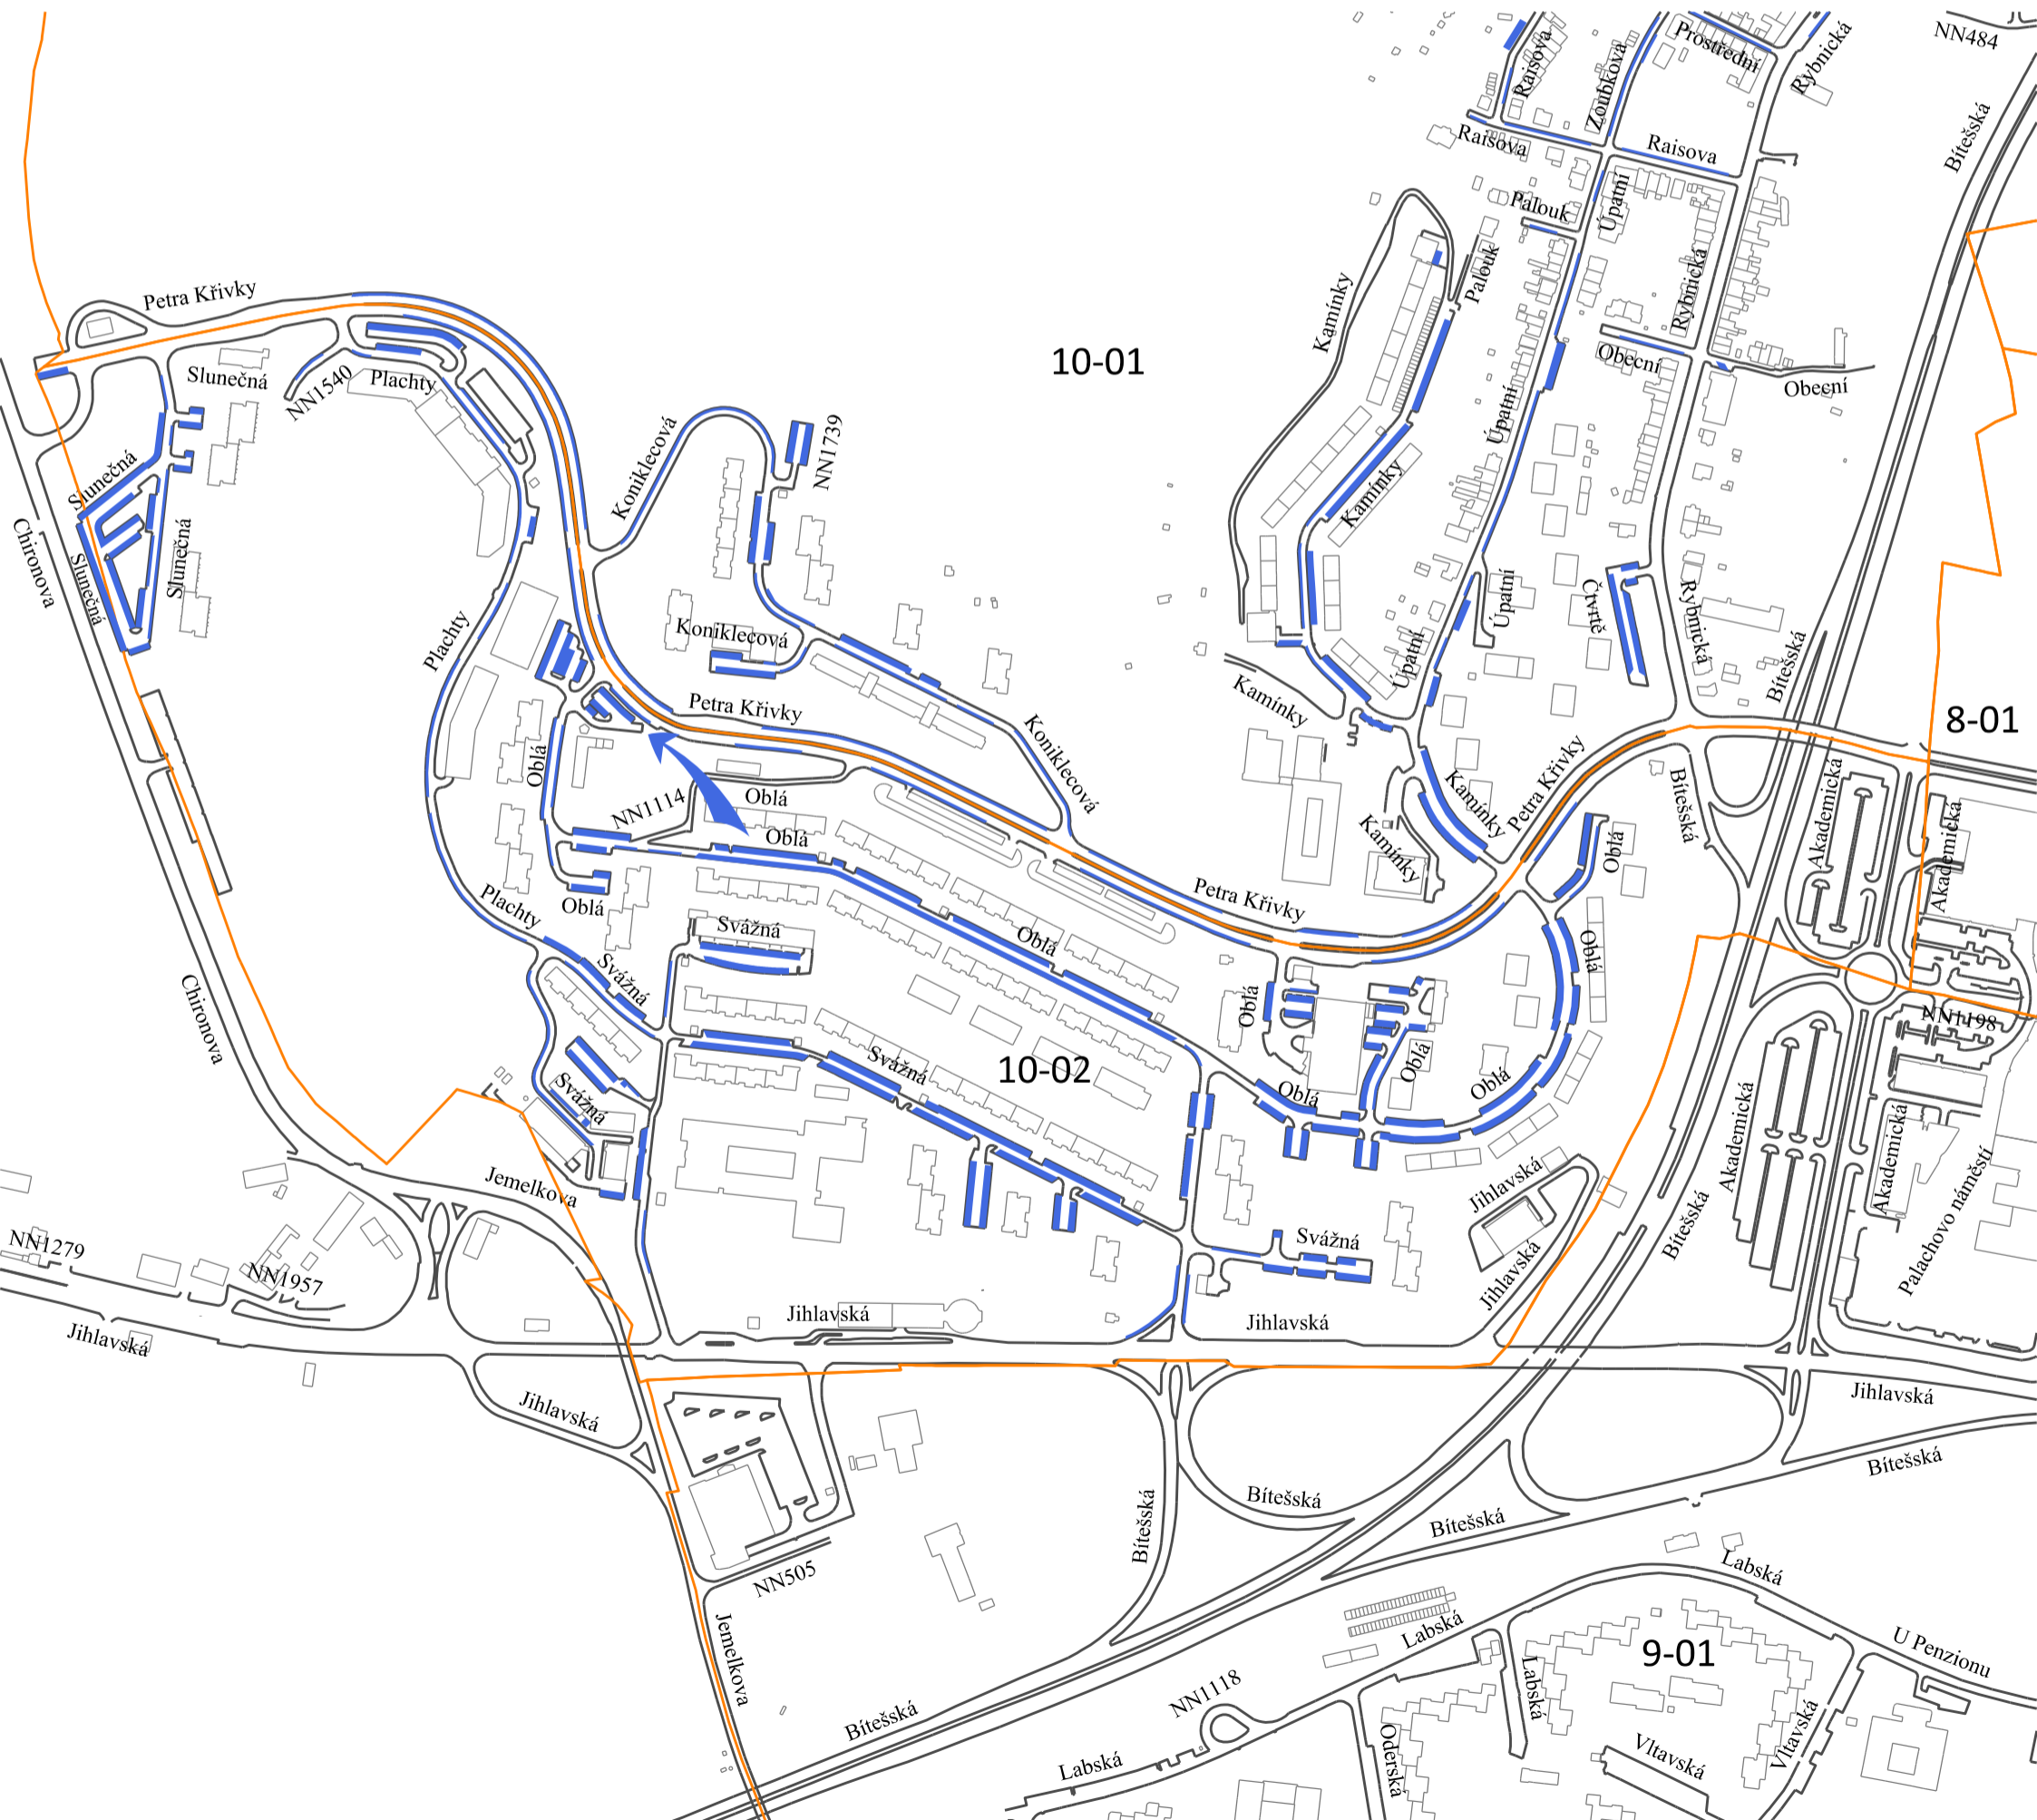 Prostřední
Rybnická
NN484
Raisova
Zoubkova
Bítešská
Raisova
Raisova
Palouk
Úpatní
Palouk
Rybnická
Kamínky
Petra Křivky
10-01
Obecní
Obecní
Slunečná
Plachty
NN1540
Úpatní
Koniklecová
NN1739
Slunečná
Kamínky
Chironova
Slunečná
Slunečná
Úpatní
Čtvrtě
Rybnická
Plachty
Koniklecová
Úpatní
Bítešská
Kamínky
Petra Křivky
8-01
Koniklecová
Oblá
Petra Křivky
Bítešská
Akademická
NN1114
Oblá
Kamínky
Oblá
Kamínky
Oblá
Akademická
Petra Křivky
Plachty
Oblá
Svážná
Oblá
Oblá
Svážná
Oblá
Chironova
NN1198
Svážná
10-02
Oblá
Svážná
Oblá
Oblá
Akademická
Akademická
Jemelkova
Jihlavská
Palachovo náměstí
Bítešská
NN1279
Svážná
NN1957
Jihlavská
Jihlavská
Jihlavská
Jihlavská
Jihlavská
Jihlavská
Bítešská
Bítešská
Bítešská
Bítešská
NN505
Labská
Jemelkova
Labská
9-01
U Penzionu
Labská
NN1118
Bítešská
Vltavská
Vltavská
Labská
Oderská